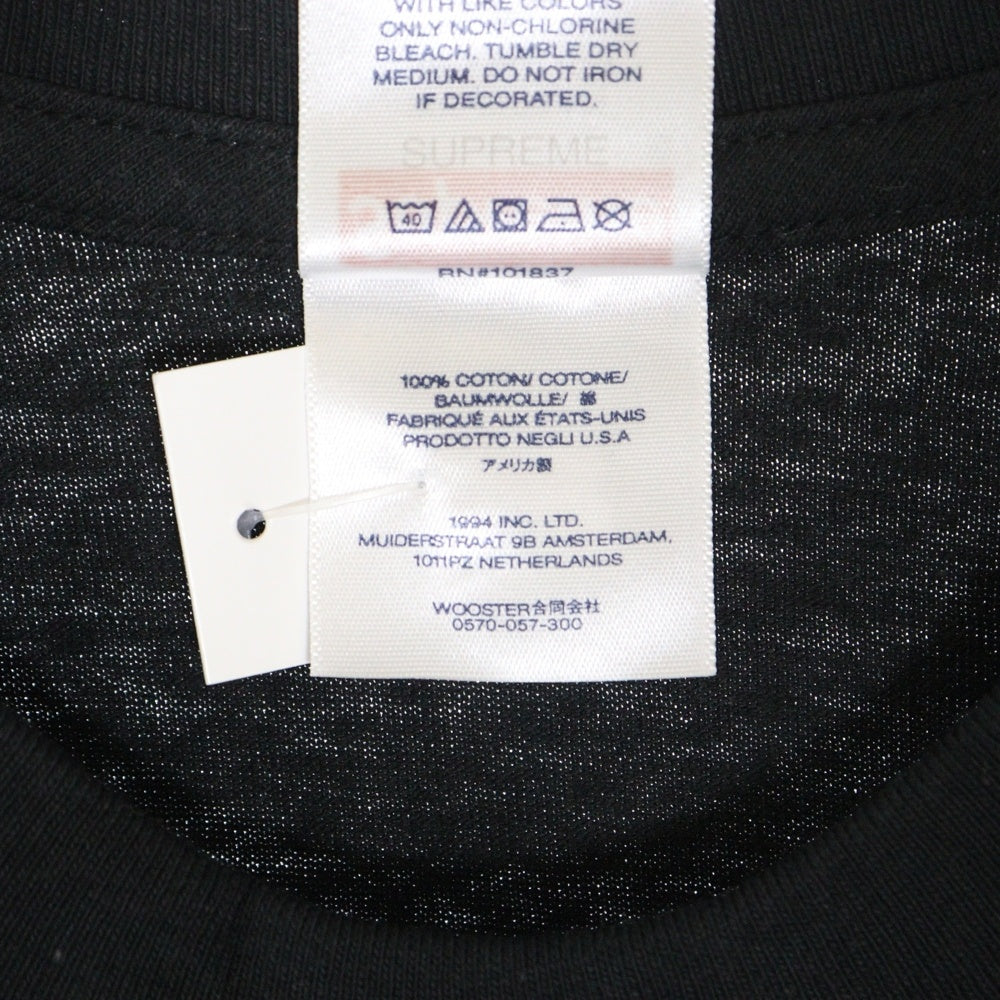 WITH LIKE COLORS
ONLY NON-CHLORINE
BLEACH. TUMBLE DRY
MEDIUM. DO NOT IRON
IF DECORATED.
SUPREME
40
RN#101837
100% COTON/ COTONE/
BAUMWOLLE/ 綿
FABRIQUÉ AUX ÉTATS-UNIS
PRODOTTO NEGLI U.S.A
アメリカ製
1994 INC. LTD.
MUIDERSTRAAT 9B AMSTERDAM,
1011PZ NETHERLANDS
WOOSTER合同会社
0570-057-300